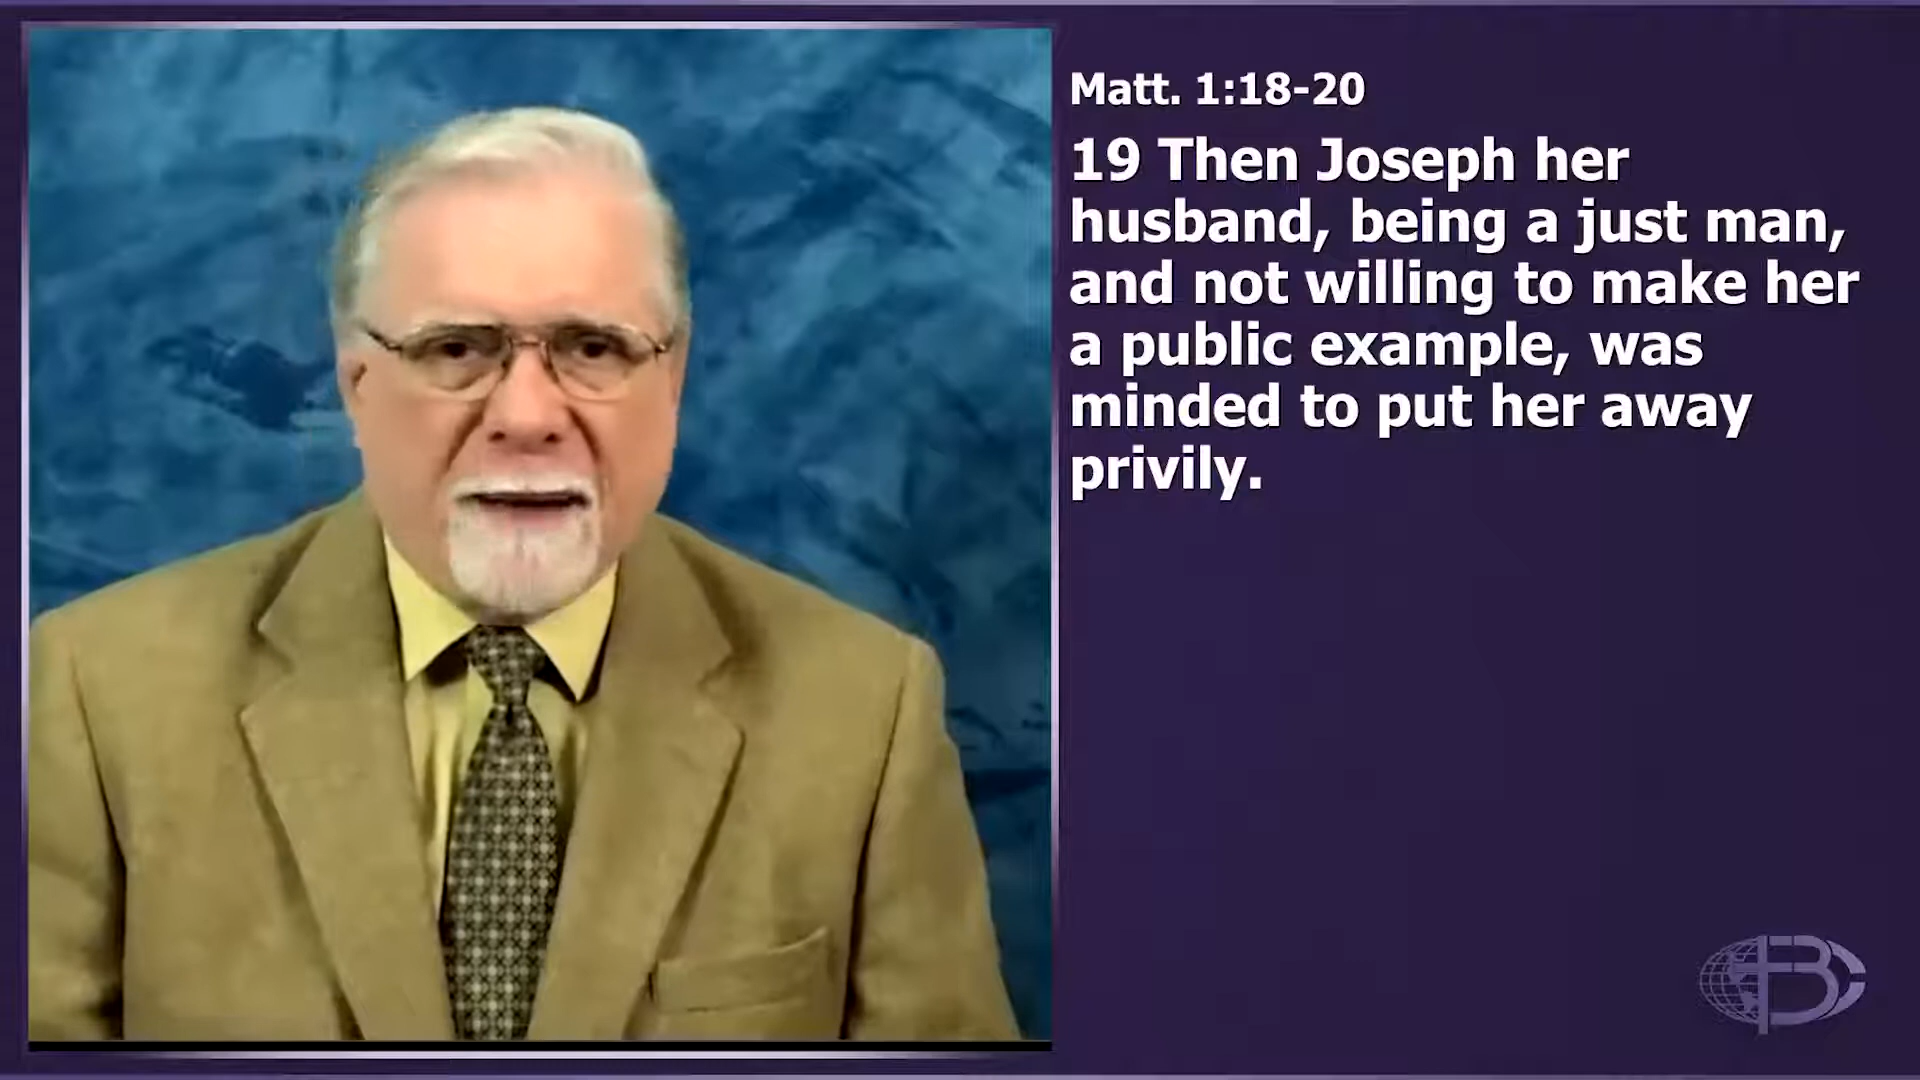 Matt. 1:18-20
19 Then Joseph her
husband, being a just man,
and not willing to make her
a public example, was
minded to put her away
privily.